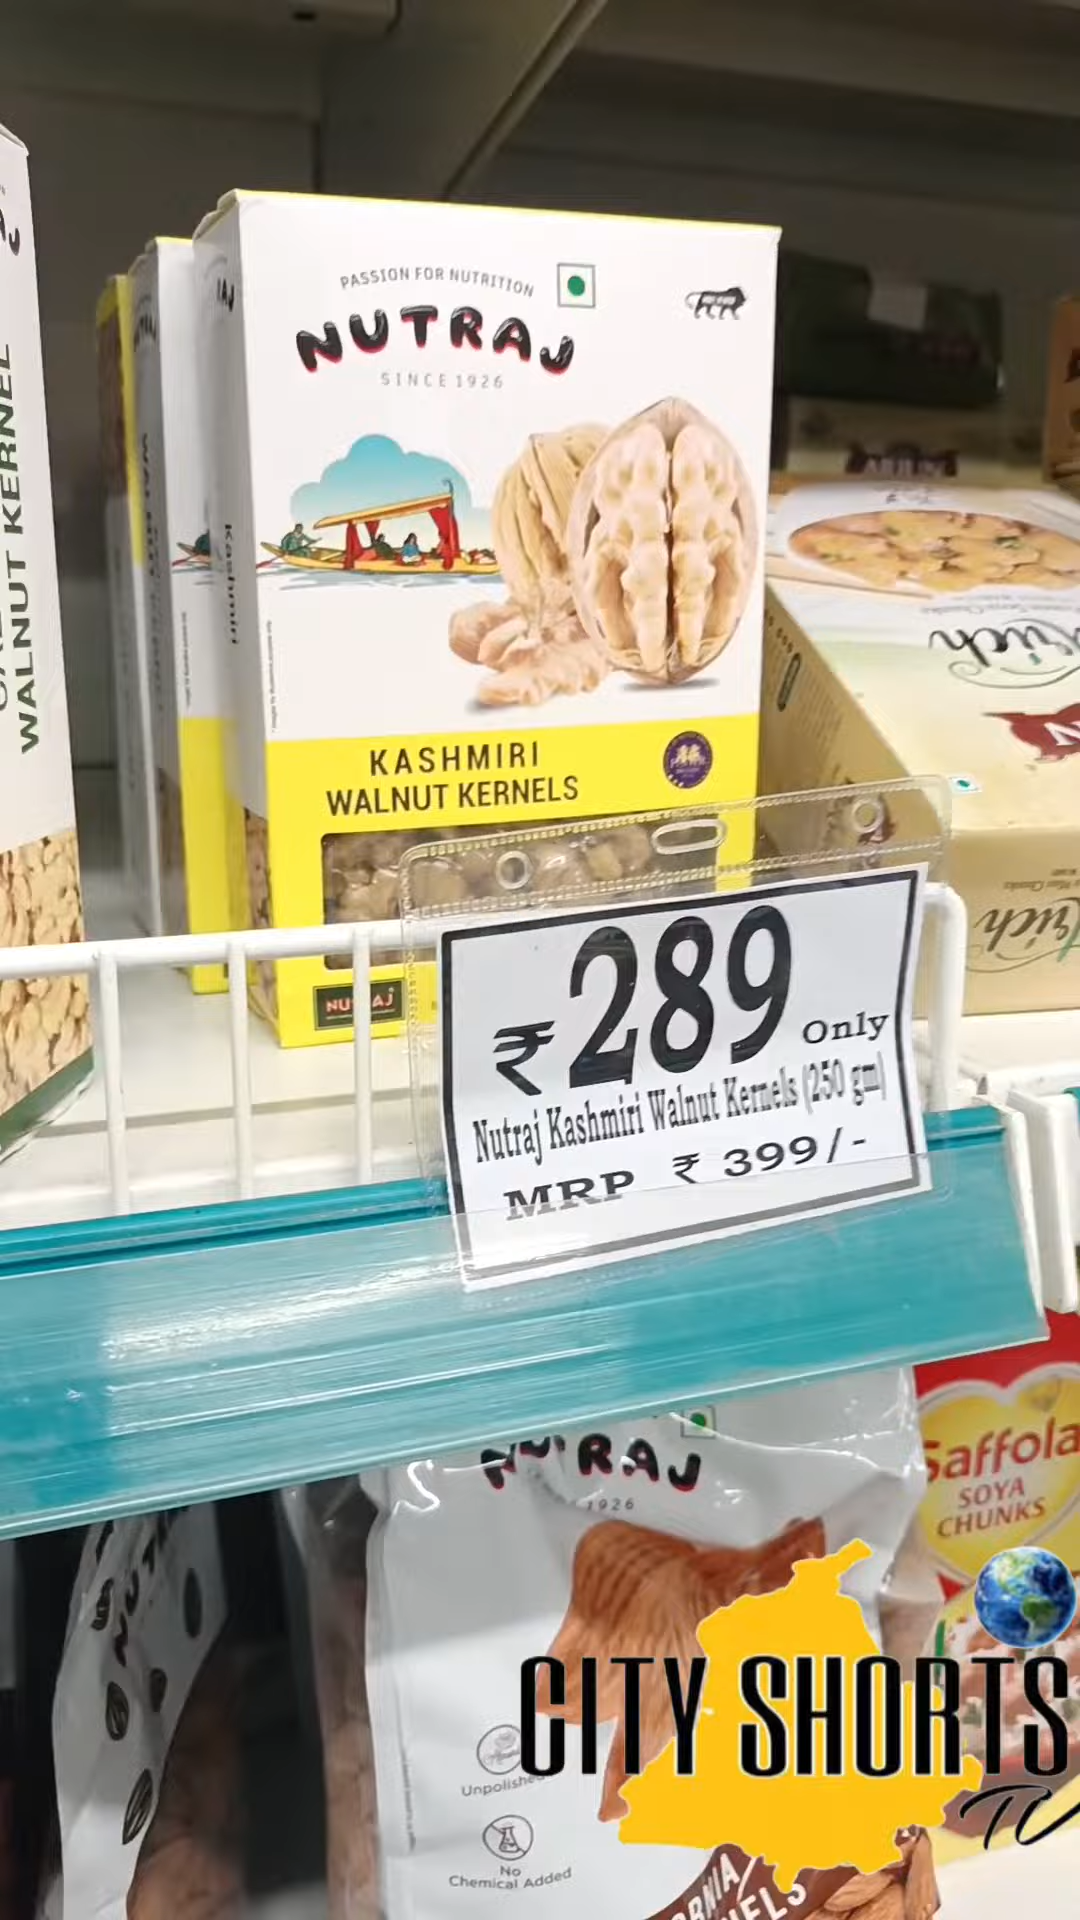 PASSION FOR NUTRITION
NUTRAJ
SINCE 1926
WALNUT KERNEL
Kashmiri
KASHMIRI
WALNUT KERNELS
₹ 289 Only
Nutraj Kashmiri Walnut Kernels (250 gm)
MRP ₹ 399/-
NUTRAJ
1926
Saffola
SOYA
CHUNKS
Unpolished
No
Chemical Added
CITY SHORTS